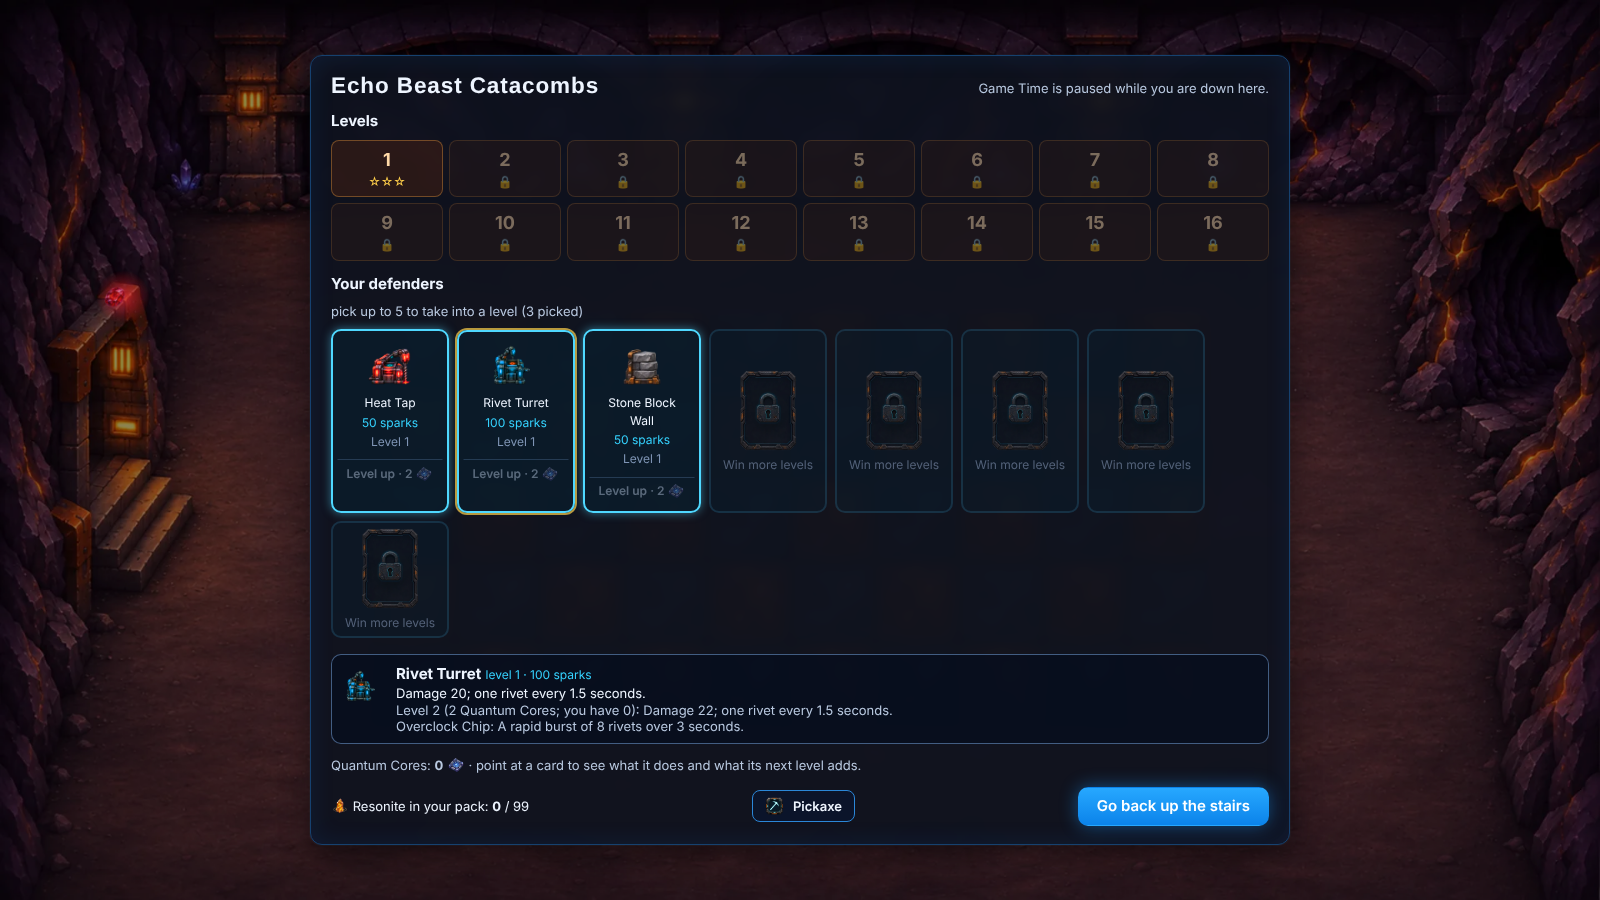 Echo Beast Catacombs
Game Time is paused while you are down here.
Levels
1
2
3
4
5
6
7
8
☆☆☆
9
10
11
12
13
14
15
16
Your defenders
pick up to 5 to take into a level (3 picked)
Heat Tap
50 sparks
Level 1
Level up · 2
Rivet Turret
100 sparks
Level 1
Level up · 2
Stone Block
Wall
50 sparks
Level 1
Level up · 2
Win more levels
Win more levels
Win more levels
Win more levels
Win more levels
Rivet Turret level 1 · 100 sparks
Damage 20; one rivet every 1.5 seconds.
Level 2 (2 Quantum Cores; you have 0): Damage 22; one rivet every 1.5 seconds.
Overclock Chip: A rapid burst of 8 rivets over 3 seconds.
Quantum Cores: 0 · point at a card to see what it does and what its next level adds.
Resonite in your pack: 0 / 99
Pickaxe
Go back up the stairs